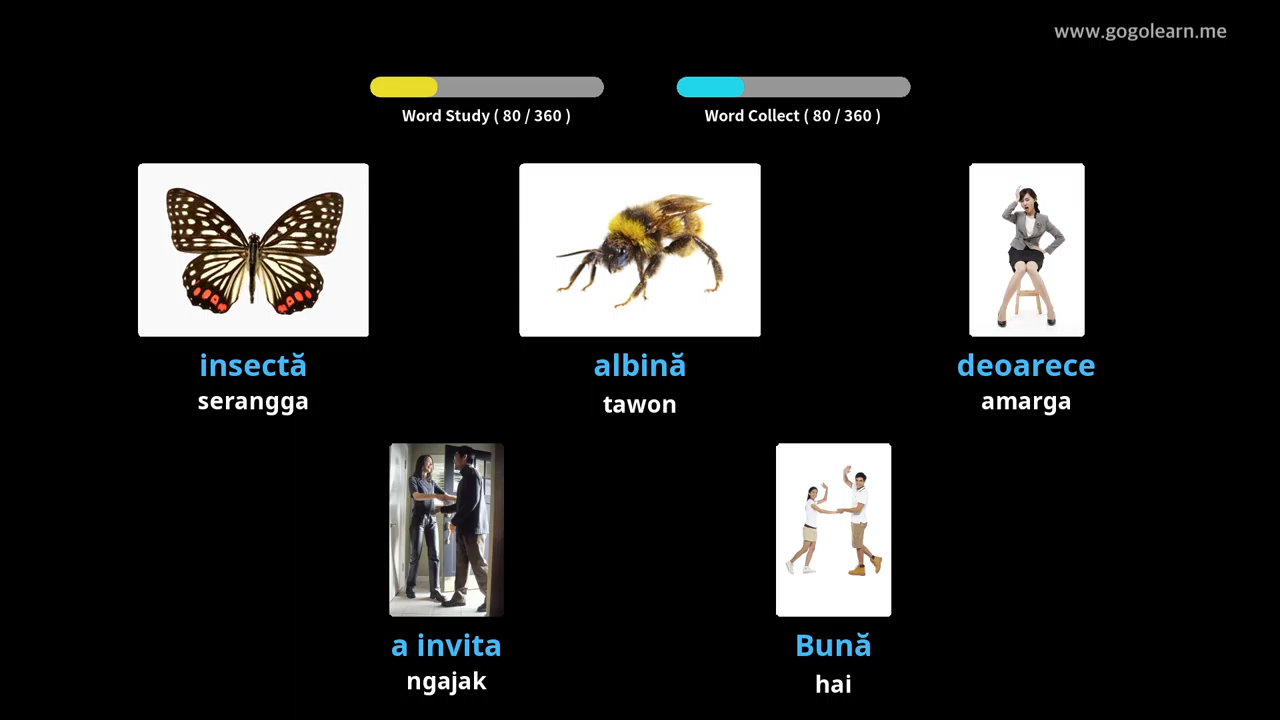 www.gogolearn.me
Word Study ( 80 / 360 )
Word Collect ( 80 / 360 )
insectă
serangga
albină
tawon
deoarece
amarga
a invita
ngajak
Bună
hai